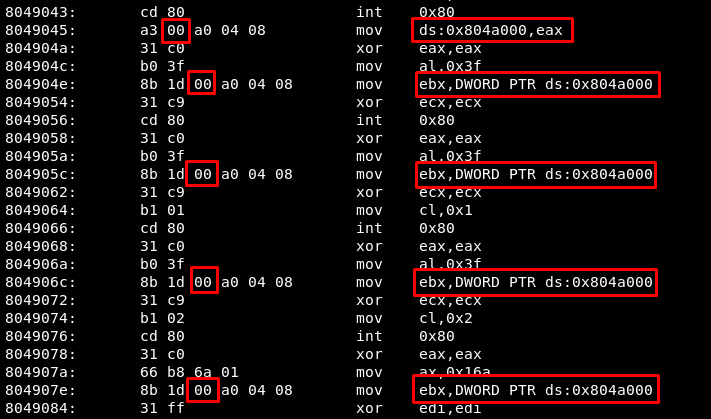 8049043: cd 80 int 0x80
8049045: a3 00 a0 04 08 mov ds:0x804a000,eax
804904a: 31 c0 xor eax,eax
804904c: b0 3f mov al,0x3f
804904e: 8b 1d 00 a0 04 08 mov ebx,DWORD PTR ds:0x804a000
8049054: 31 c9 xor ecx,ecx
8049056: cd 80 int 0x80
8049058: 31 c0 xor eax,eax
804905a: b0 3f mov al,0x3f
804905c: 8b 1d 00 a0 04 08 mov ebx,DWORD PTR ds:0x804a000
8049062: 31 c9 xor ecx,ecx
8049064: b1 01 mov cl,0x1
8049066: cd 80 int 0x80
8049068: 31 c0 xor eax,eax
804906a: b0 3f mov al,0x3f
804906c: 8b 1d 00 a0 04 08 mov ebx,DWORD PTR ds:0x804a000
8049072: 31 c9 xor ecx,ecx
8049074: b1 02 mov cl,0x2
8049076: cd 80 int 0x80
8049078: 31 c0 xor eax,eax
804907a: 66 b8 6a 01 mov ax,0x16a
804907e: 8b 1d 00 a0 04 08 mov ebx,DWORD PTR ds:0x804a000
8049084: 31 ff xor edi,edi